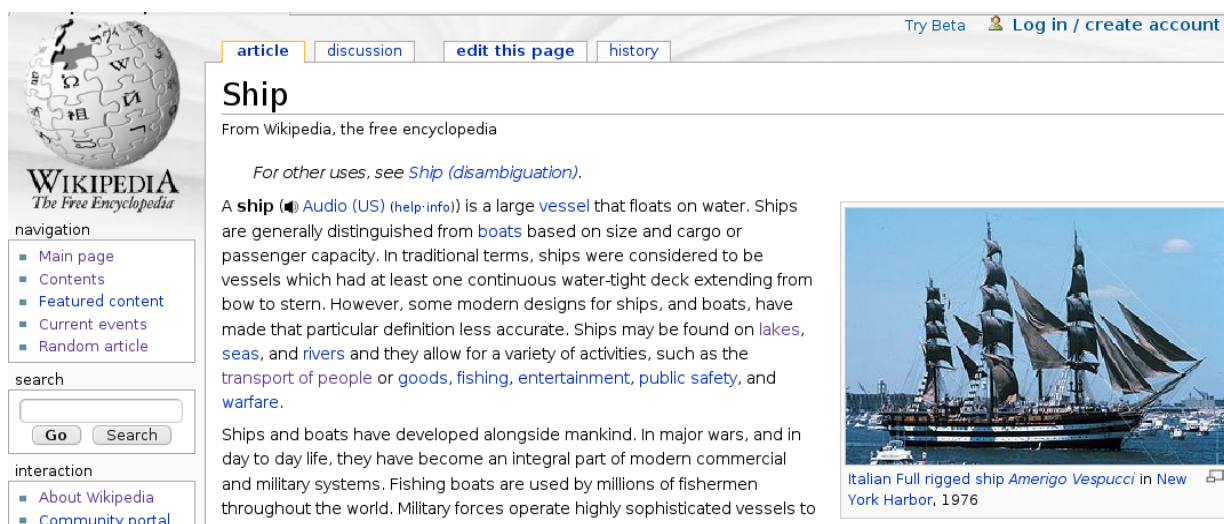 Try Beta Log in / create account
article discussion edit this page history
WIKIPEDIA
The Free Encyclopedia
navigation
Main page
Contents
Featured content
Current events
Random article
search
Go Search
interaction
About Wikipedia
Community portal
Ship
From Wikipedia, the free encyclopedia
For other uses, see Ship (disambiguation).
A ship (Audio (US) (help·info)) is a large vessel that floats on water. Ships
are generally distinguished from boats based on size and cargo or
passenger capacity. In traditional terms, ships were considered to be
vessels which had at least one continuous water-tight deck extending from
bow to stern. However, some modern designs for ships, and boats, have
made that particular definition less accurate. Ships may be found on lakes,
seas, and rivers and they allow for a variety of activities, such as the
transport of people or goods, fishing, entertainment, public safety, and
warfare.
Ships and boats have developed alongside mankind. In major wars, and in
day to day life, they have become an integral part of modern commercial
and military systems. Fishing boats are used by millions of fishermen
throughout the world. Military forces operate highly sophisticated vessels to
Italian Full rigged ship Amerigo Vespucci in New
York Harbor, 1976